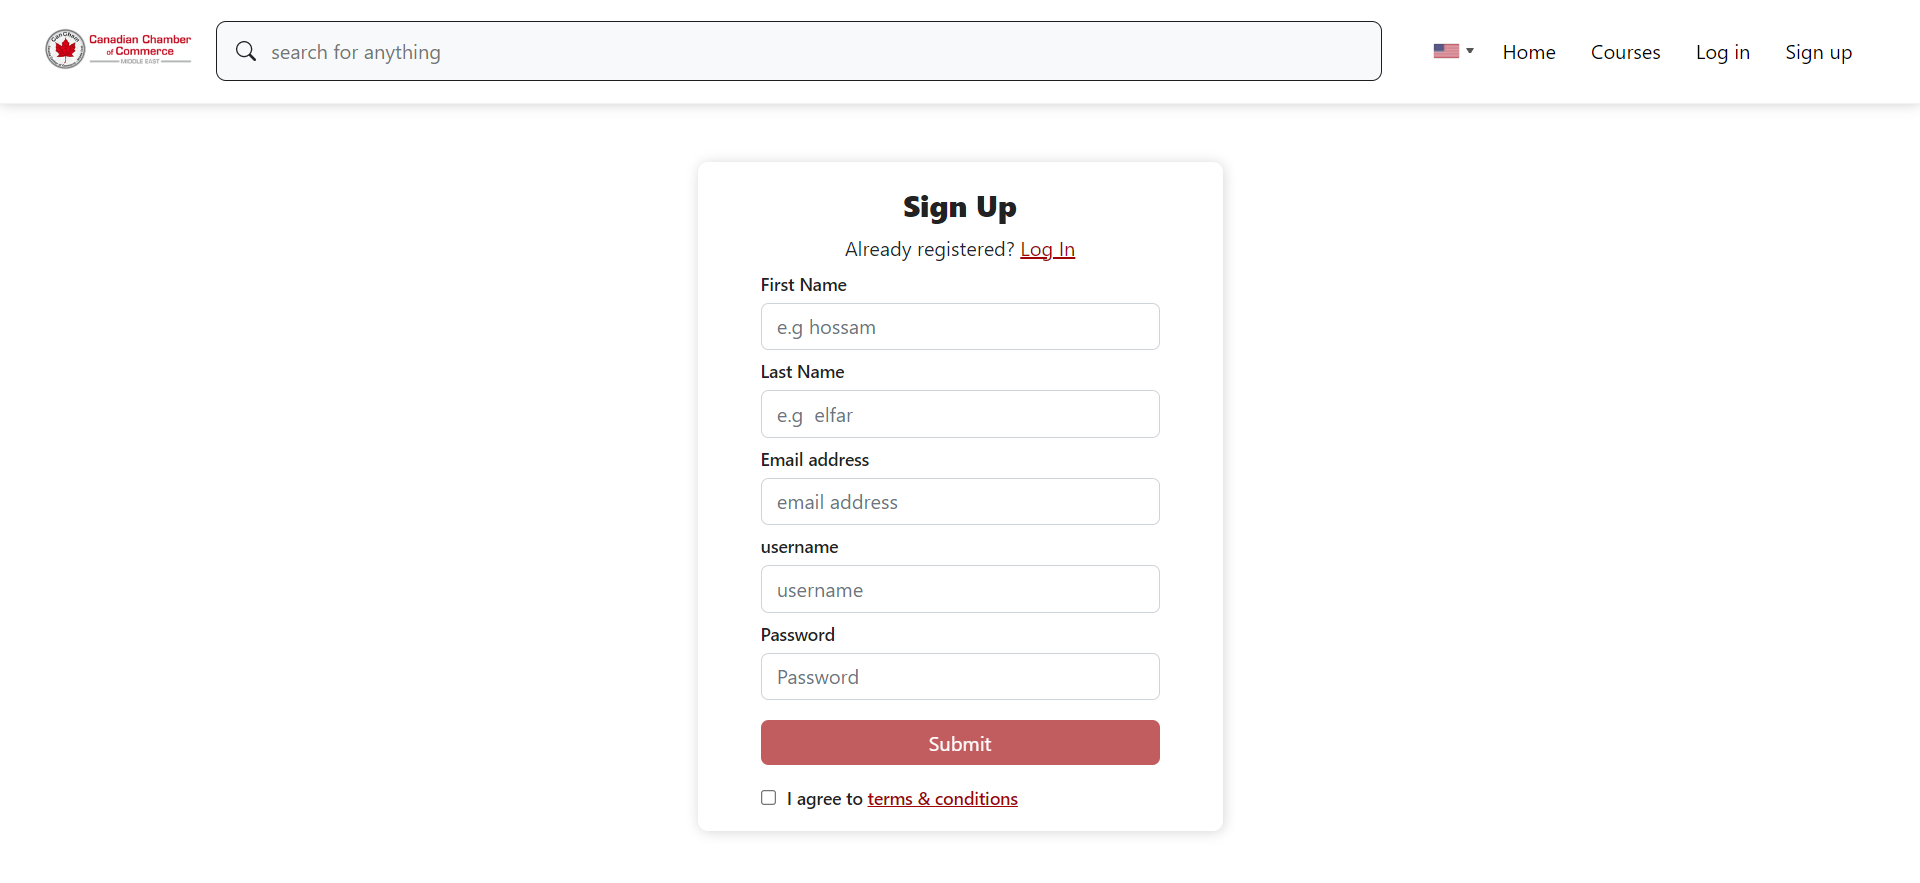 Canadian Chamber
of Commerce
MIDDLE EAST
search for anything
Home
Courses
Log in
Sign up
Sign Up
Already registered? Log In
First Name
e.g hossam
Last Name
e.g  elfar
Email address
email address
username
username
Password
Password
Submit
I agree to terms & conditions